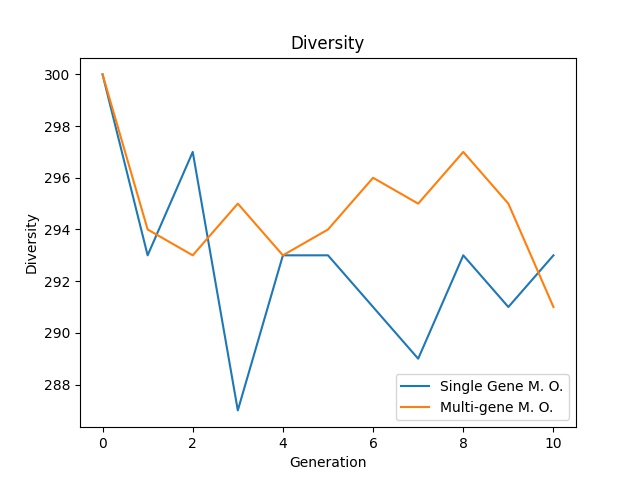 Diversity
300
298
296
294
292
290
288
Diversity
0 2 4 6 8 10
Generation
Single Gene M. O.
Multi-gene M. O.